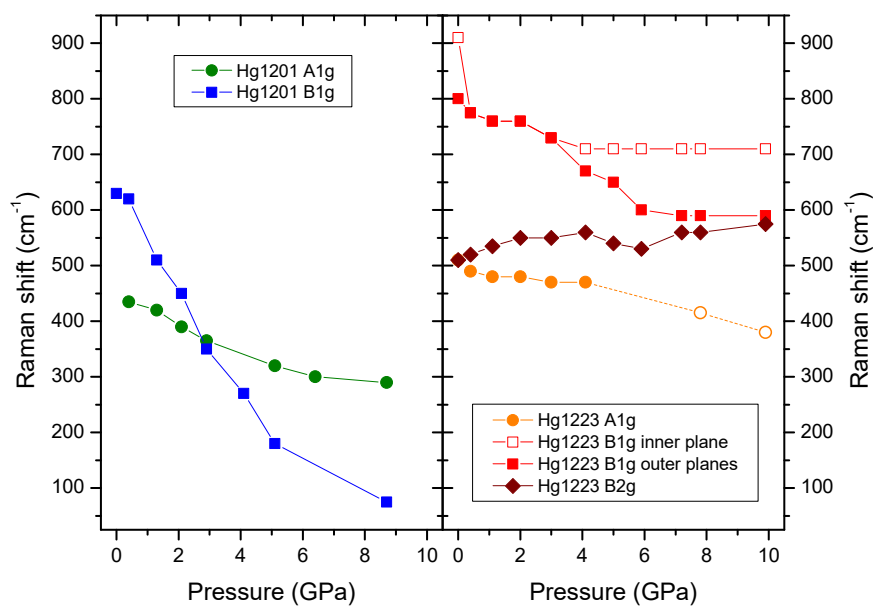 900
800
700
600
500
400
300
200
100
Raman shift (cm⁻¹)
Hg1201 A1g
Hg1201 B1g
0 2 4 6 8 10
Pressure (GPa)
Hg1223 A1g
Hg1223 B1g inner plane
Hg1223 B1g outer planes
Hg1223 B2g
0 2 4 6 8 10
Pressure (GPa)
900
800
700
600
500
400
300
200
100
Raman shift (cm⁻¹)